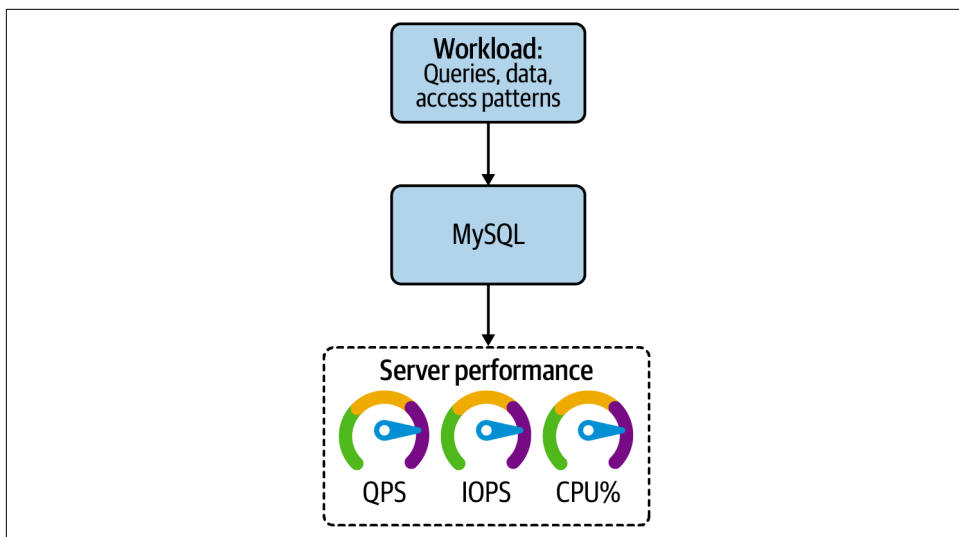 Workload:
Queries, data,
access patterns
MySQL
Server performance
QPS IOPS CPU%